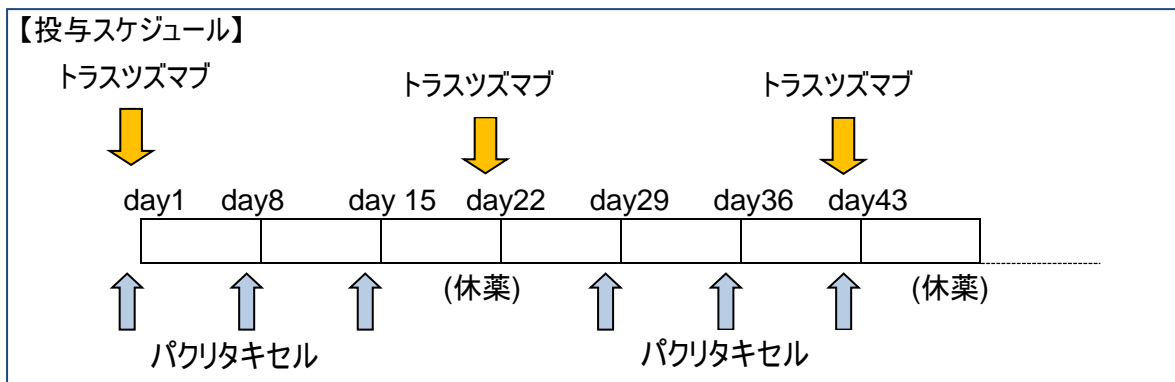 【投与スケジュール】
トラスツズマブ
トラスツズマブ
トラスツズマブ
day1 day8 day 15 day22 day29 day36 day43
(休薬) (休薬)
パクリタキセル パクリタキセル